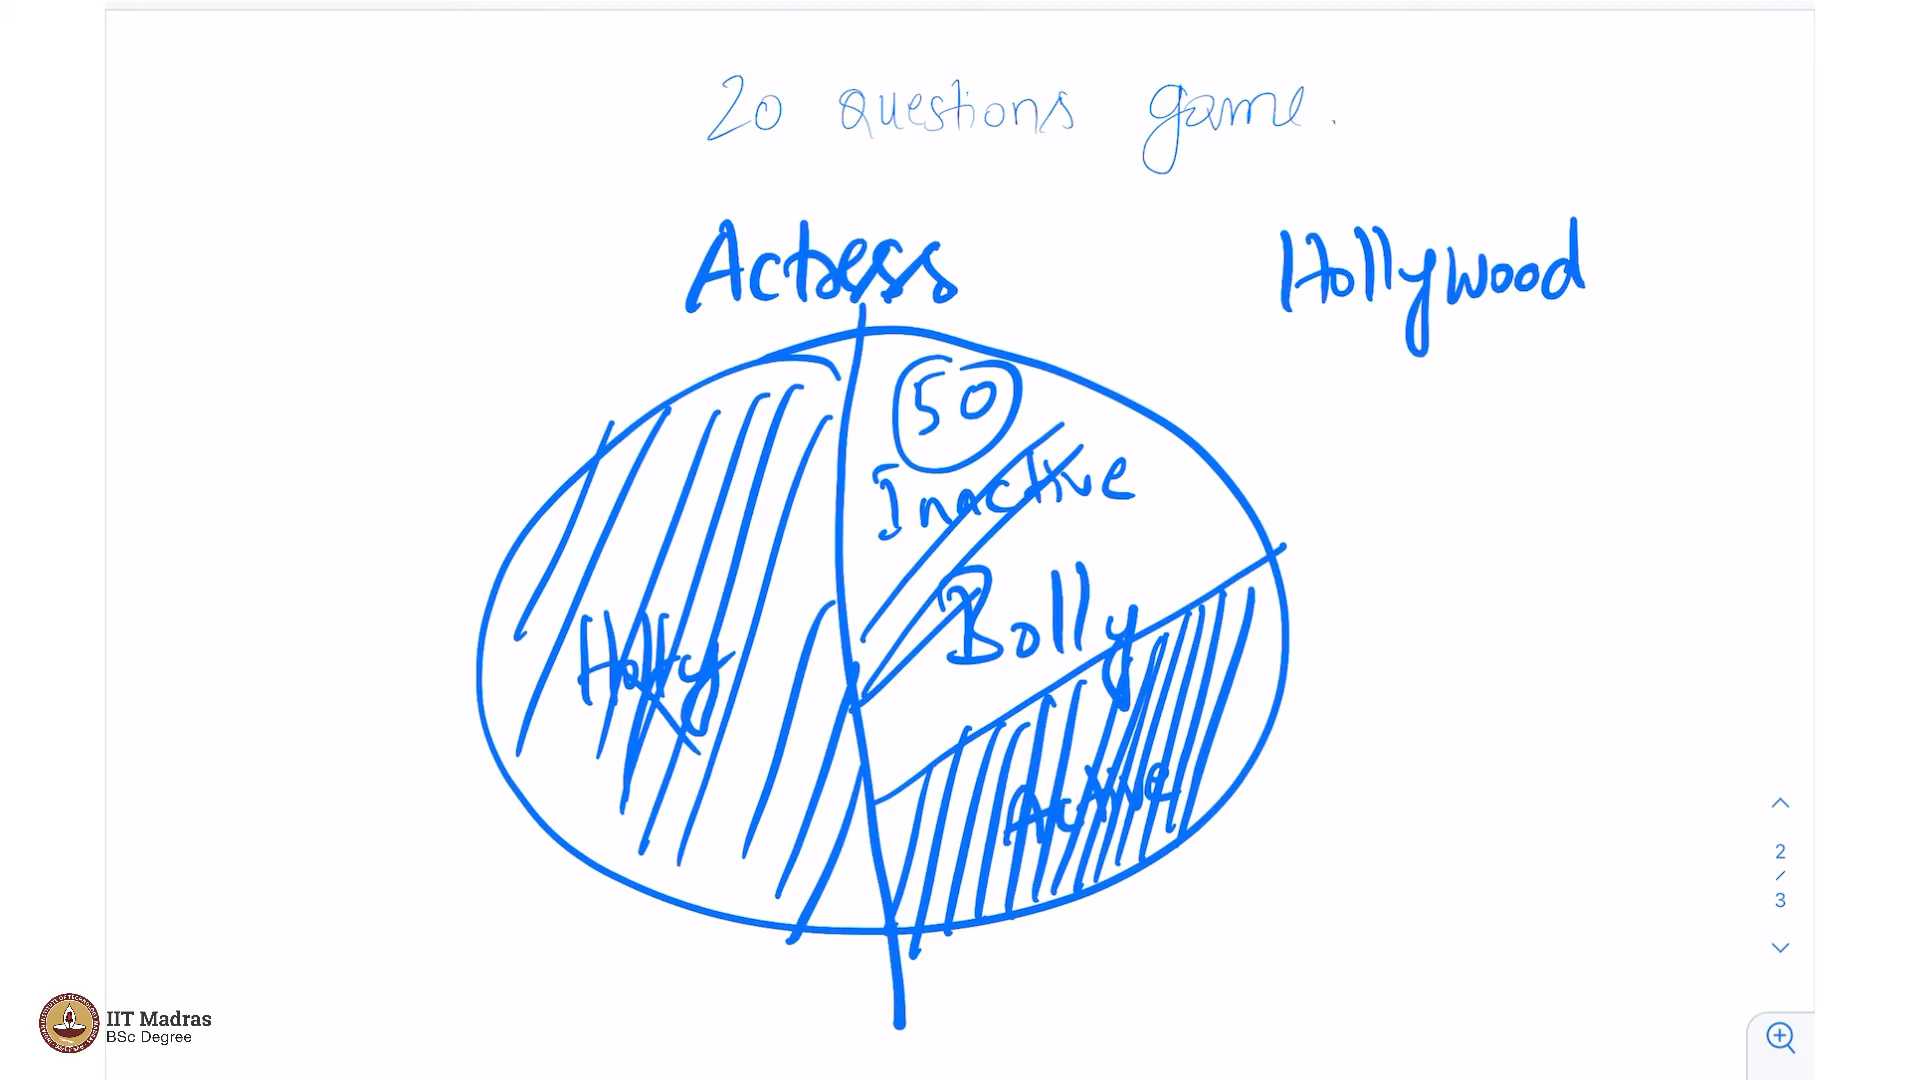 20 questions game.
Actress Hollywood
50
Inactive
Bolly
Holly
Active
2
/
3
IIT Madras
BSc Degree